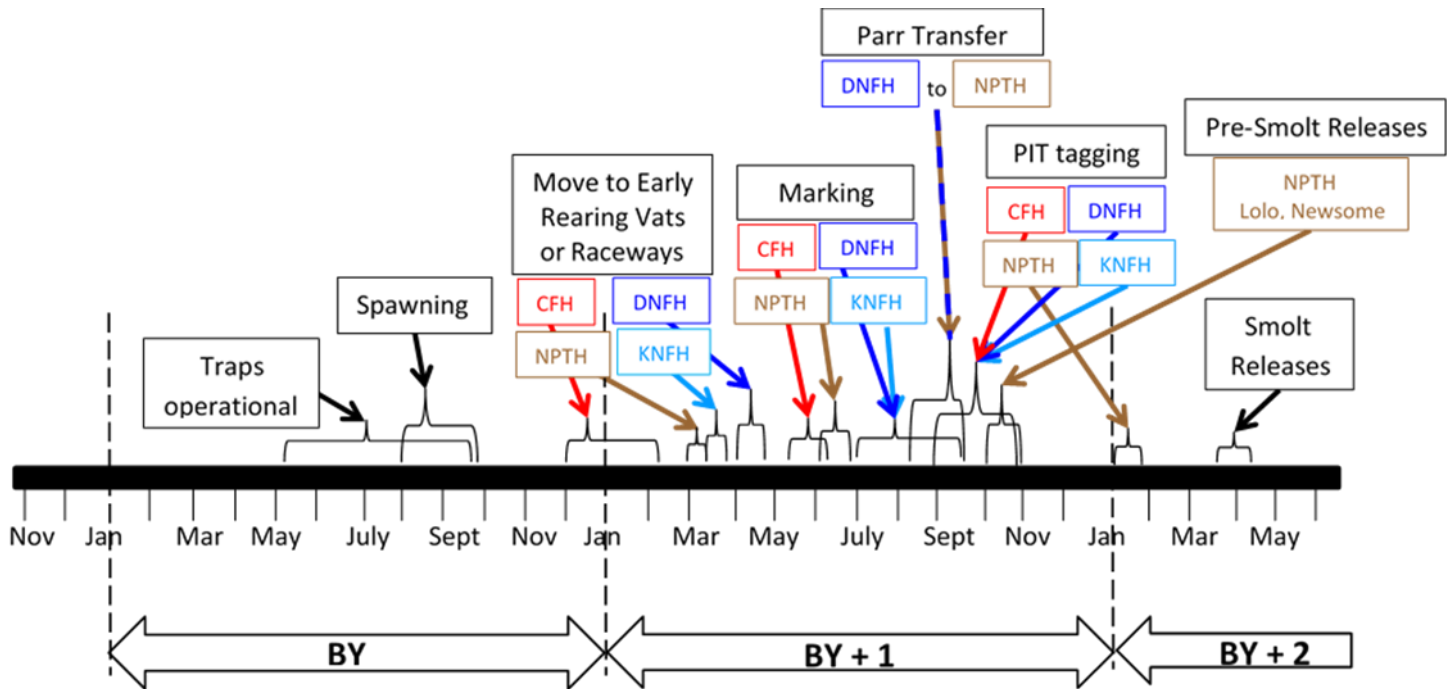 Parr Transfer
DNFH to NPTH
Pre-Smolt Releases
NPTH
Lolo, Newsome
PIT tagging
CFH DNFH
NPTH KNFH
Marking
CFH DNFH
NPTH KNFH
Move to Early
Rearing Vats
or Raceways
CFH DNFH
NPTH KNFH
Spawning
Traps
operational
Smolt
Releases
Nov Jan Mar May July Sept Nov Jan Mar May July Sept Nov Jan Mar May
BY BY + 1 BY + 2